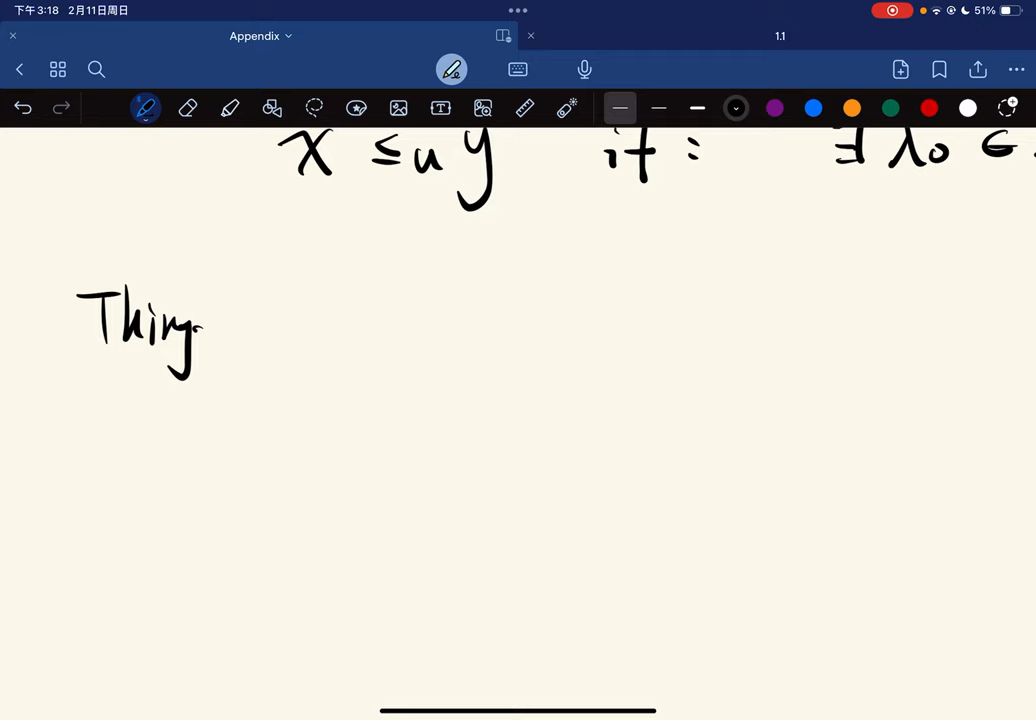 下午3:18 2月11日周日 51%
Appendix 1.1
x ≤u y if : ∃ λ0 ∈
Thing